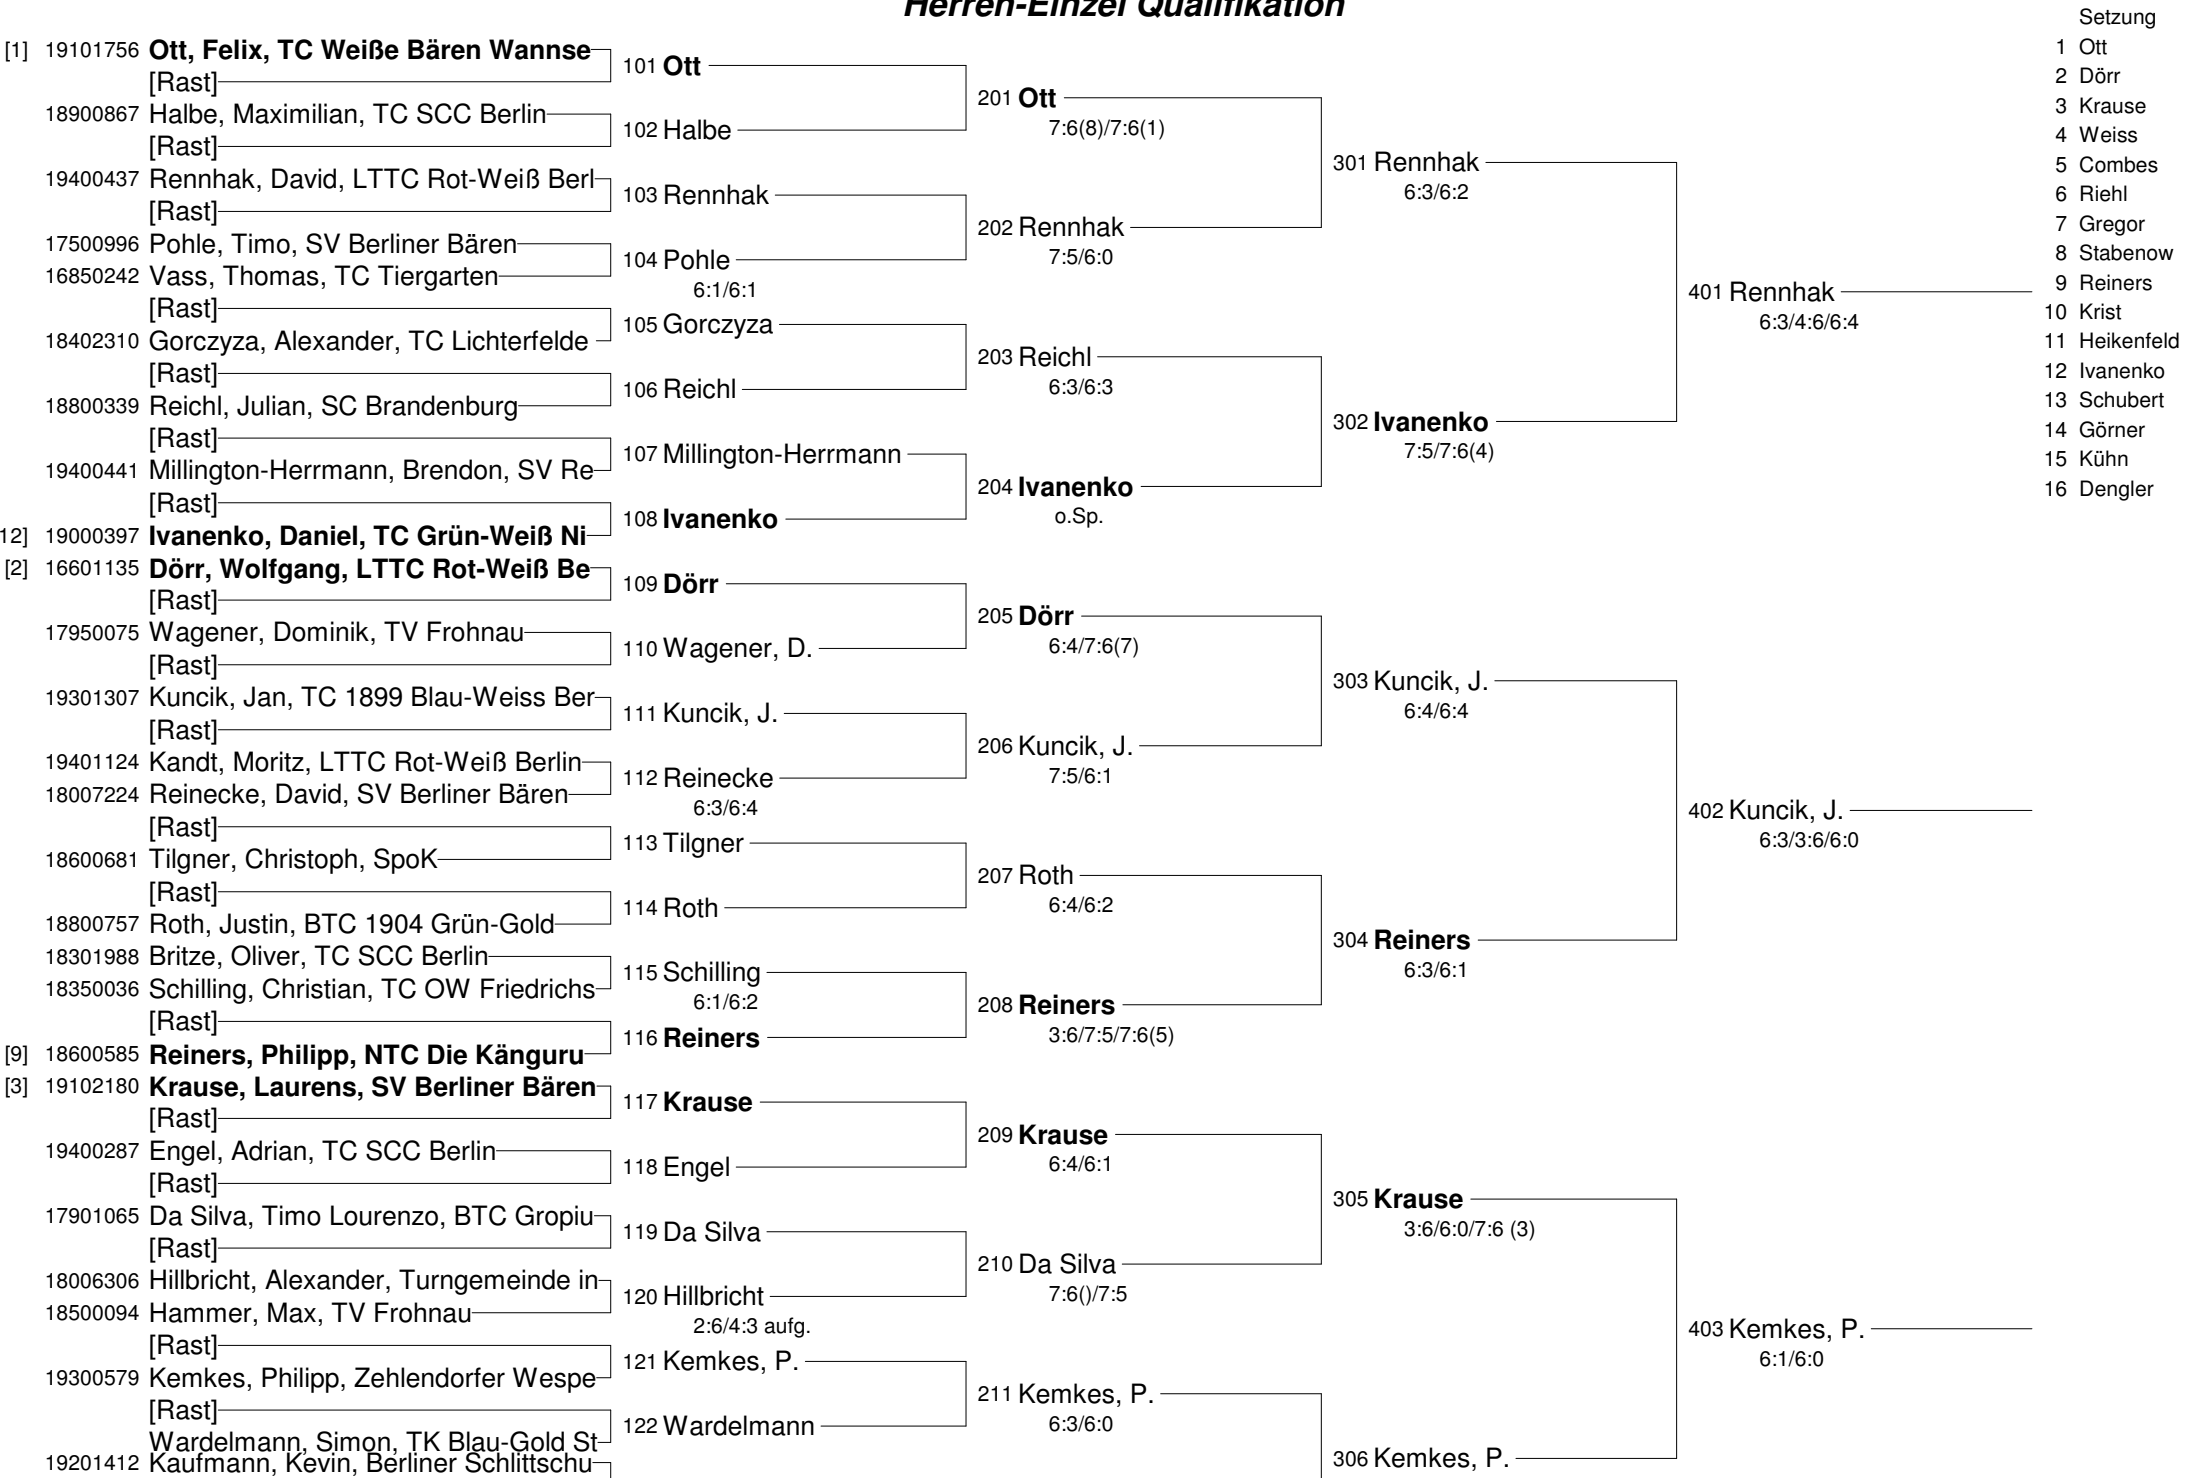 Herren-Einzel Qualifikation
Setzung
1 Ott
2 Dörr
3 Krause
4 Weiss
5 Combes
6 Riehl
7 Gregor
8 Stabenow
9 Reiners
10 Krist
11 Heikenfeld
12 Ivanenko
13 Schubert
14 Görner
15 Kühn
16 Dengler
[1] 19101756 Ott, Felix, TC Weiße Bären Wannse
[Rast]
18900867 Halbe, Maximilian, TC SCC Berlin
[Rast]
19400437 Rennhak, David, LTTC Rot-Weiß Berl
[Rast]
17500996 Pohle, Timo, SV Berliner Bären
16850242 Vass, Thomas, TC Tiergarten
[Rast]
18402310 Gorczyza, Alexander, TC Lichterfelde
[Rast]
18800339 Reichl, Julian, SC Brandenburg
[Rast]
19400441 Millington-Herrmann, Brendon, SV Re
[Rast]
12] 19000397 Ivanenko, Daniel, TC Grün-Weiß Ni
[2] 16601135 Dörr, Wolfgang, LTTC Rot-Weiß Be
[Rast]
17950075 Wagener, Dominik, TV Frohnau
[Rast]
19301307 Kuncik, Jan, TC 1899 Blau-Weiss Ber
[Rast]
19401124 Kandt, Moritz, LTTC Rot-Weiß Berlin
18007224 Reinecke, David, SV Berliner Bären
[Rast]
18600681 Tilgner, Christoph, SpoK
[Rast]
18800757 Roth, Justin, BTC 1904 Grün-Gold
18301988 Britze, Oliver, TC SCC Berlin
18350036 Schilling, Christian, TC OW Friedrichs
[Rast]
[9] 18600585 Reiners, Philipp, NTC Die Känguru
[3] 19102180 Krause, Laurens, SV Berliner Bären
[Rast]
19400287 Engel, Adrian, TC SCC Berlin
[Rast]
17901065 Da Silva, Timo Lourenzo, BTC Gropiu
[Rast]
18006306 Hillbricht, Alexander, Turngemeinde in
18500094 Hammer, Max, TV Frohnau
[Rast]
19300579 Kemkes, Philipp, Zehlendorfer Wespe
[Rast]
Wardelmann, Simon, TK Blau-Gold St
19201412 Kaufmann, Kevin, Berliner Schlittschu
101 Ott
102 Halbe
103 Rennhak
104 Pohle
6:1/6:1
105 Gorczyza
106 Reichl
107 Millington-Herrmann
108 Ivanenko
109 Dörr
110 Wagener, D.
111 Kuncik, J.
112 Reinecke
6:3/6:4
113 Tilgner
114 Roth
115 Schilling
6:1/6:2
116 Reiners
117 Krause
118 Engel
119 Da Silva
120 Hillbricht
2:6/4:3 aufg.
121 Kemkes, P.
122 Wardelmann
201 Ott
7:6(8)/7:6(1)
202 Rennhak
7:5/6:0
203 Reichl
6:3/6:3
204 Ivanenko
o.Sp.
205 Dörr
6:4/7:6(7)
206 Kuncik, J.
7:5/6:1
207 Roth
6:4/6:2
208 Reiners
3:6/7:5/7:6(5)
209 Krause
6:4/6:1
210 Da Silva
7:6()/7:5
211 Kemkes, P.
6:3/6:0
301 Rennhak
6:3/6:2
302 Ivanenko
7:5/7:6(4)
303 Kuncik, J.
6:4/6:4
304 Reiners
6:3/6:1
305 Krause
3:6/6:0/7:6 (3)
306 Kemkes, P.
401 Rennhak
6:3/4:6/6:4
402 Kuncik, J.
6:3/3:6/6:0
403 Kemkes, P.
6:1/6:0